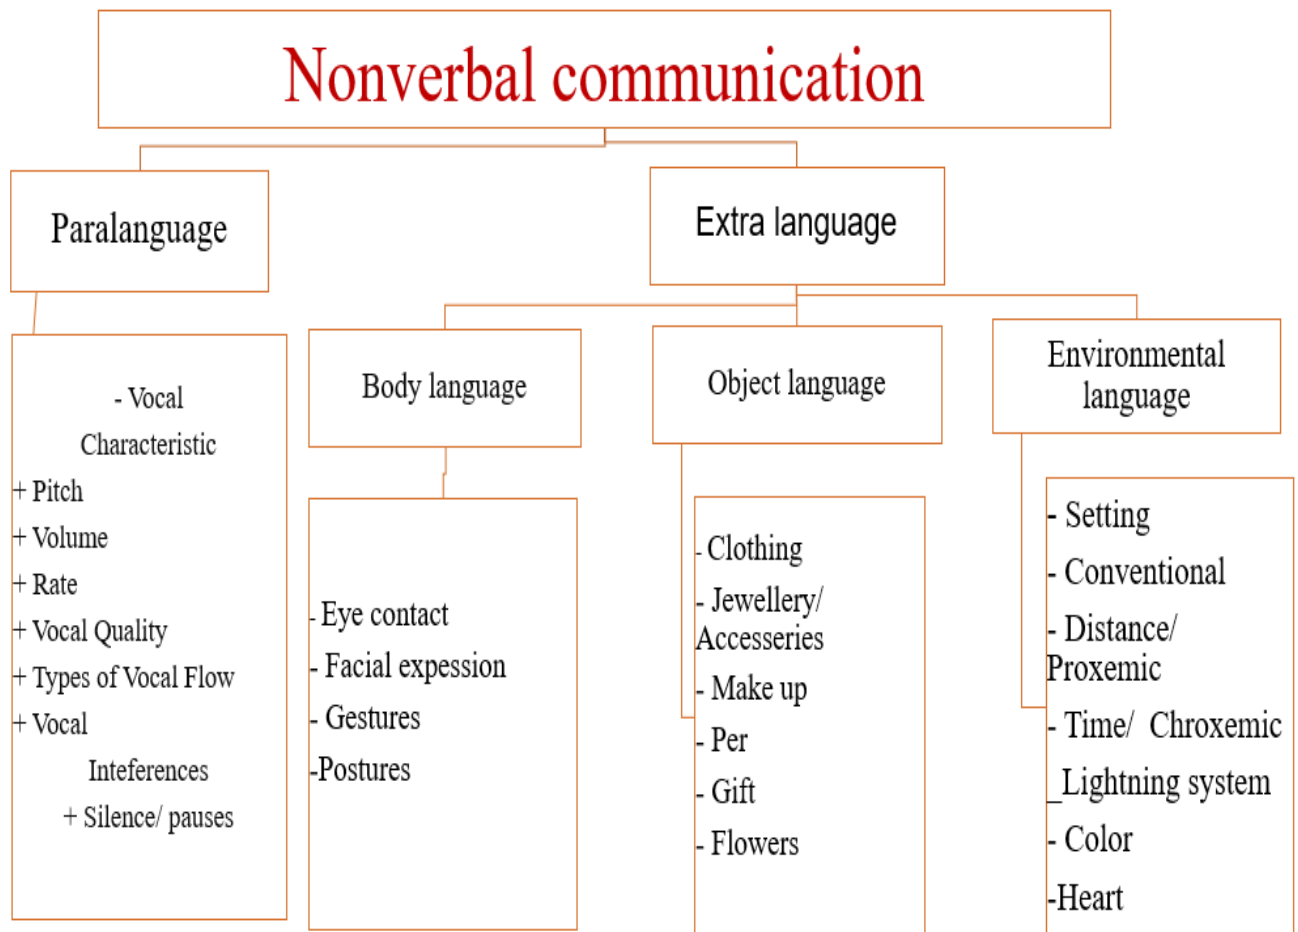 Nonverbal communication
Paralanguage
Extra language
- Vocal
Characteristic
+ Pitch
+ Volume
+ Rate
+ Vocal Quality
+ Types of Vocal Flow
+ Vocal
Inteferences
+ Silence/ pauses
Body language
- Eye contact
- Facial expession
- Gestures
-Postures
Object language
- Clothing
- Jewellery/
Accesseries
- Make up
- Per
- Gift
- Flowers
Environmental
language
- Setting
- Conventional
- Distance/
Proxemic
- Time/ Chroxemic
_Lightning system
- Color
-Heart